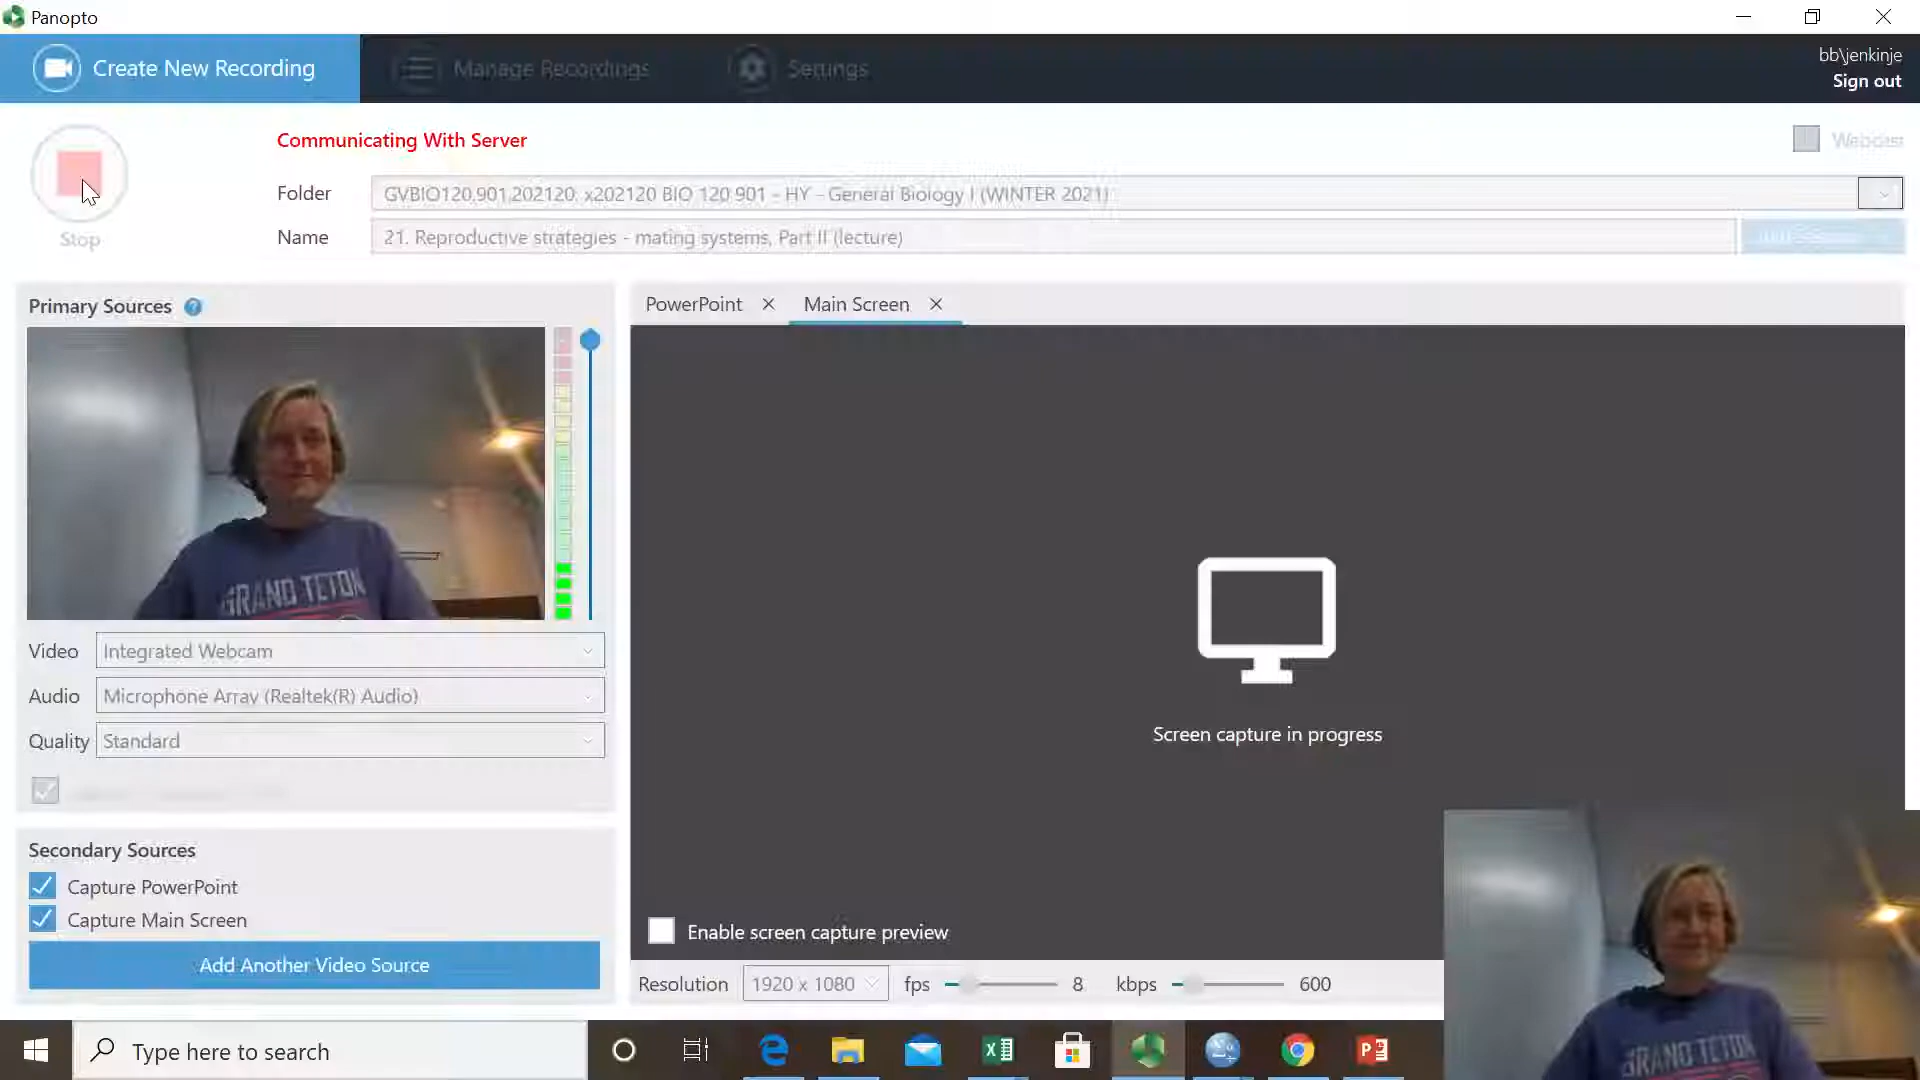 Panopto
Create New Recording
Manage Recordings
Settings
bb\jenkinje
Sign out
Stop
Communicating With Server
Webcast
Folder
GVBIO120.901.202120: x202120 BIO 120 901 - HY - General Biology I (WINTER 2021)
Name
21. Reproductive strategies - mating systems, Part II (lecture)
Primary Sources
?
GRAND TETON
Video
Integrated Webcam
Audio
Microphone Array (Realtek(R) Audio)
Quality
Standard
Secondary Sources
Capture PowerPoint
Capture Main Screen
Add Another Video Source
PowerPoint
Main Screen
Screen capture in progress
Enable screen capture preview
Resolution 1920 x 1080 fps 8 kbps 600
GRAND TETON
Type here to search